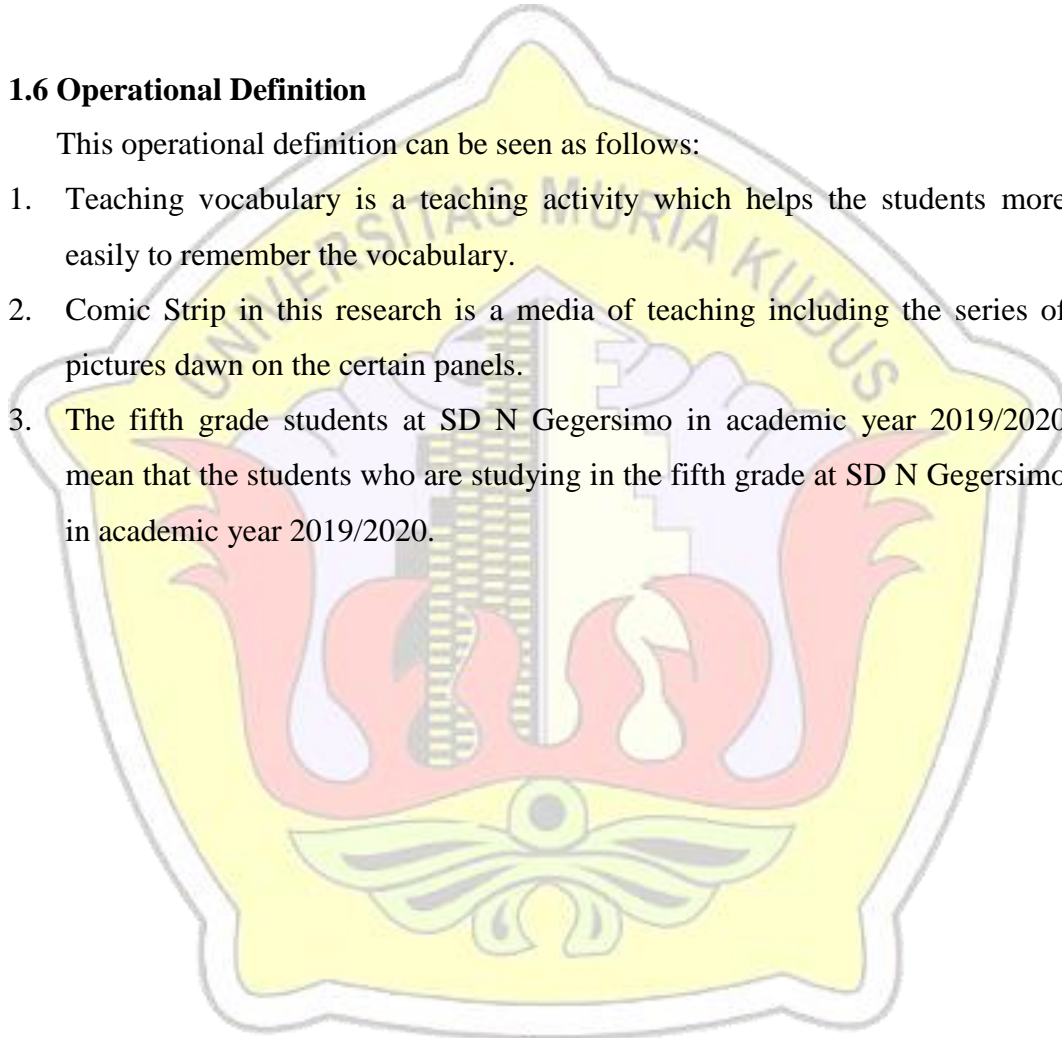 1.6 Operational Definition
This operational definition can be seen as follows:
1. Teaching vocabulary is a teaching activity which helps the students more
easily to remember the vocabulary.
2. Comic Strip in this research is a media of teaching including the series of
pictures dawn on the certain panels.
3. The fifth grade students at SD N Gegersimo in academic year 2019/2020
mean that the students who are studying in the fifth grade at SD N Gegersimo
in academic year 2019/2020.
UNIVERSITAS MURIA KUDUS